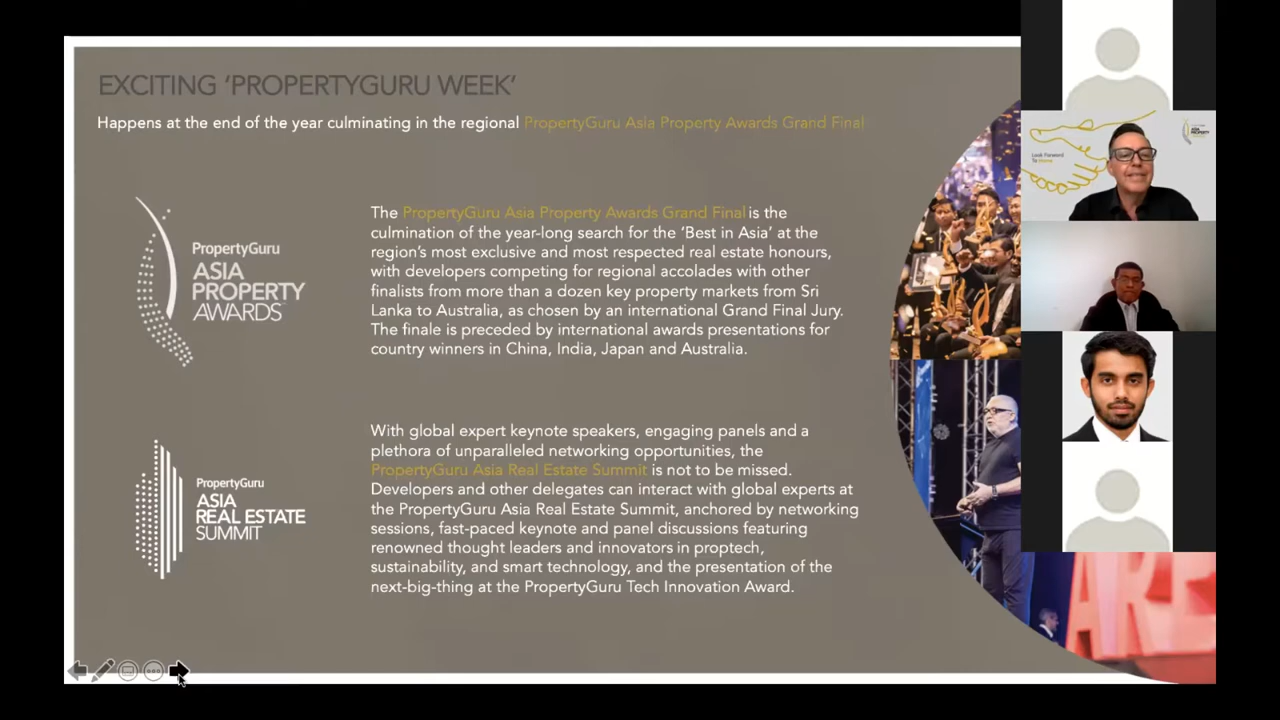 EXCITING ‘PROPERTYGURU WEEK’
Happens at the end of the year culminating in the regional PropertyGuru Asia Property Awards Grand Final
PropertyGuru
ASIA
PROPERTY
AWARDS
The PropertyGuru Asia Property Awards Grand Final is the
culmination of the year-long search for the ‘Best in Asia’ at the
region’s most exclusive and most respected real estate honours,
with developers competing for regional accolades with other
finalists from more than a dozen key property markets from Sri
Lanka to Australia, as chosen by an international Grand Final Jury.
The finale is preceded by international awards presentations for
country winners in China, India, Japan and Australia.
PropertyGuru
ASIA
REAL ESTATE
SUMMIT
With global expert keynote speakers, engaging panels and a
plethora of unparalleled networking opportunities, the
PropertyGuru Asia Real Estate Summit is not to be missed.
Developers and other delegates can interact with global experts at
the PropertyGuru Asia Real Estate Summit, anchored by networking
sessions, fast-paced keynote and panel discussions featuring
renowned thought leaders and innovators in proptech,
sustainability, and smart technology, and the presentation of the
next-big-thing at the PropertyGuru Tech Innovation Award.
Look Forward
To Home
ASIA
PROPERTY
ARE